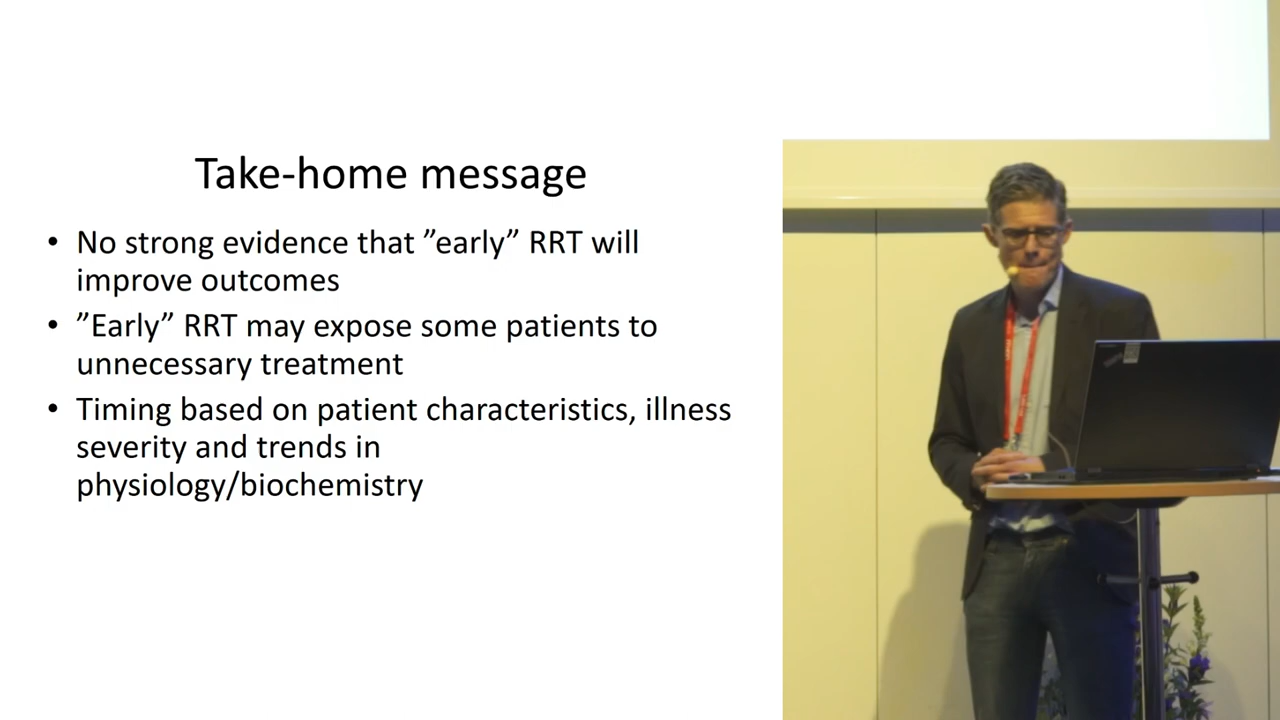 Take-home message
• No strong evidence that ”early” RRT will
improve outcomes
• ”Early” RRT may expose some patients to
unnecessary treatment
• Timing based on patient characteristics, illness
severity and trends in
physiology/biochemistry